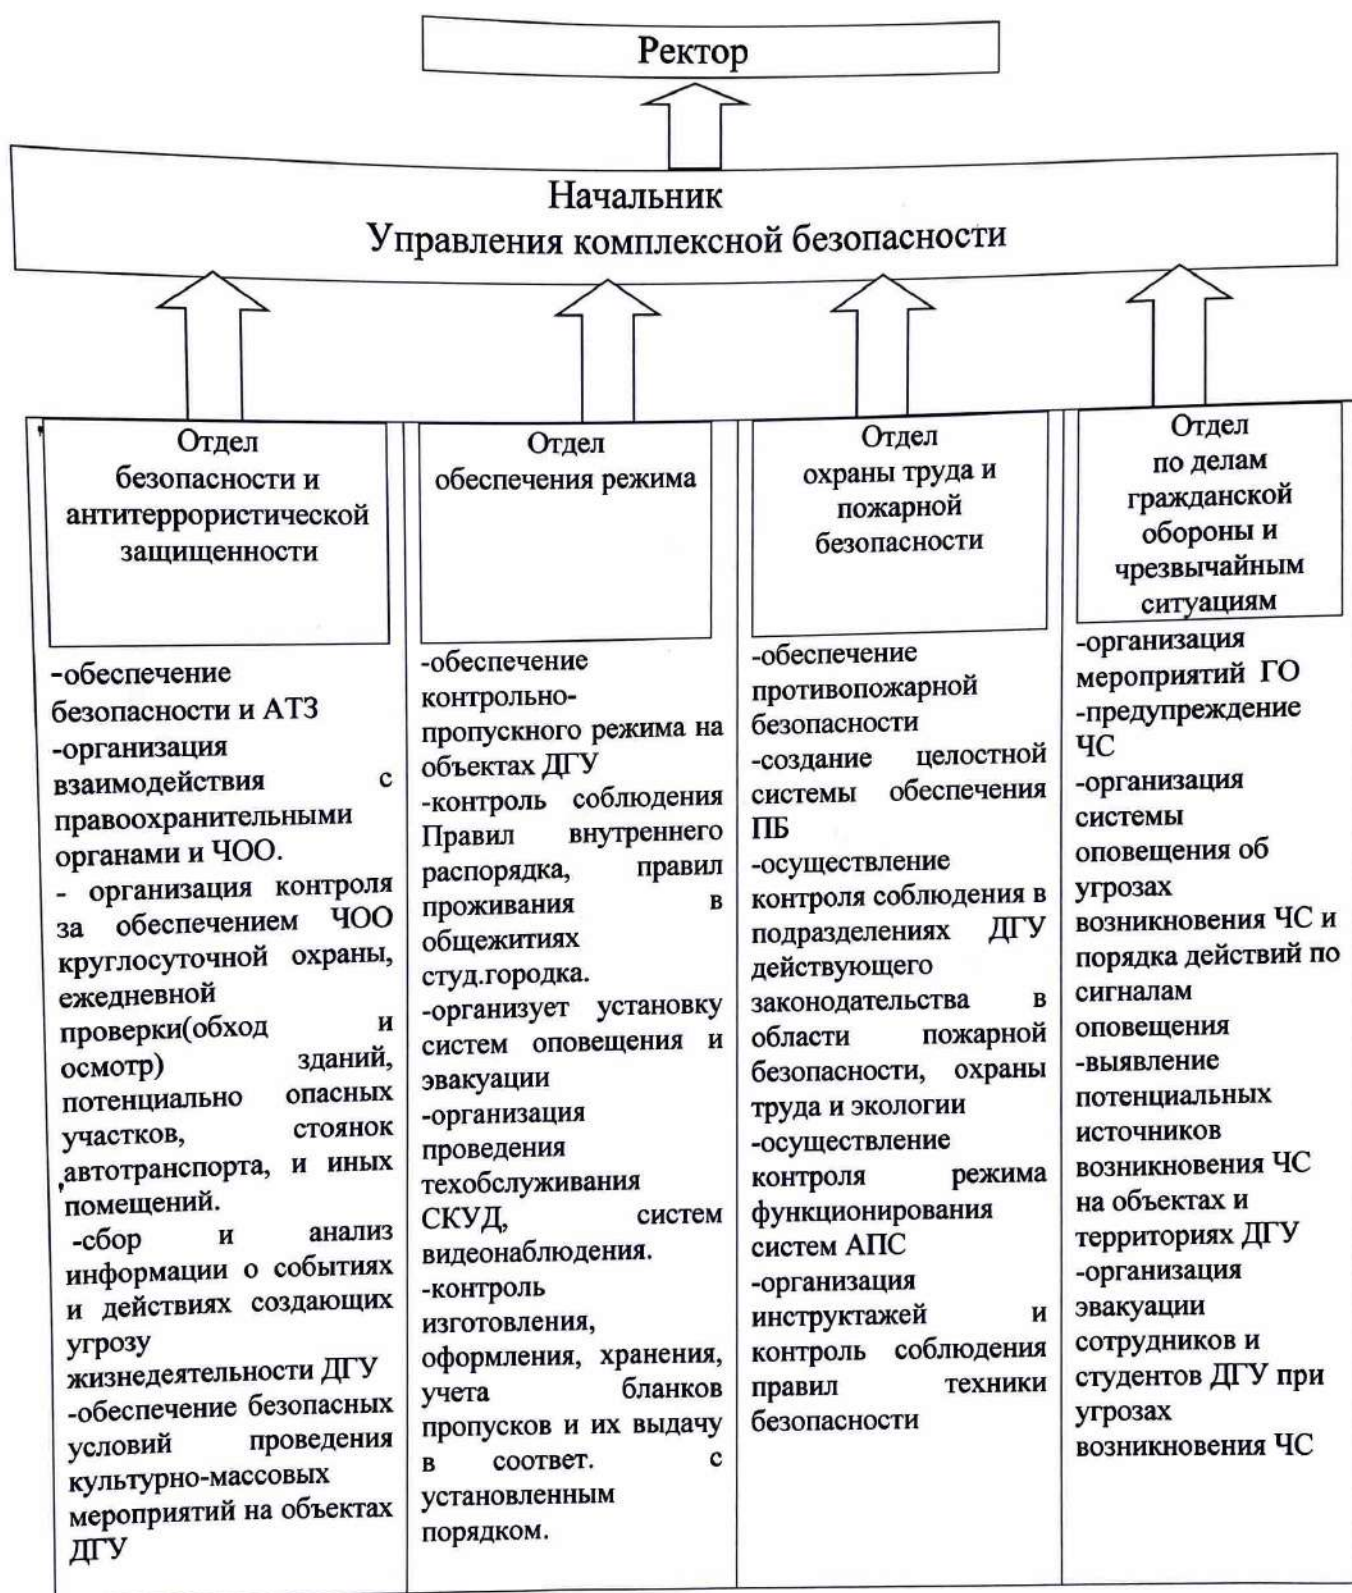 Ректор
Начальник
Управления комплексной безопасности
Отдел
безопасности и
антитеррористической
защищенности
-обеспечение
безопасности и АТЗ
-организация
взаимодействия с
правоохранительными
органами и ЧОО.
- организация контроля
за обеспечением ЧОО
круглосуточной охраны,
ежедневной
проверки(обход и
осмотр) зданий,
потенциально опасных
участков, стоянок
автотранспорта, и иных
помещений.
-сбор и анализ
информации о событиях
и действиях создающих
угрозу
жизнедеятельности ДГУ
-обеспечение безопасных
условий проведения
культурно-массовых
мероприятий на объектах
ДГУ
Отдел
обеспечения режима
-обеспечение
контрольно-
пропускного режима на
объектах ДГУ
-контроль соблюдения
Правил внутреннего
распорядка, правил
проживания в
общежитиях
студ.городка.
-организует установку
систем оповещения и
эвакуации
-организация
проведения
техобслуживания
СКУД, систем
видеонаблюдения.
-контроль
изготовления,
оформления, хранения,
учета бланков
пропусков и их выдачу
в соответ. с
установленным
порядком.
Отдел
охраны труда и
пожарной
безопасности
-обеспечение
противопожарной
безопасности
-создание целостной
системы обеспечения
ПБ
-осуществление
контроля соблюдения в
подразделениях ДГУ
действующего
законодательства в
области пожарной
безопасности, охраны
труда и экологии
-осуществление
контроля режима
функционирования
систем АПС
-организация
инструктажей и
контроль соблюдения
правил техники
безопасности
Отдел
по делам
гражданской
обороны и
чрезвычайным
ситуациям
-организация
мероприятий ГО
-предупреждение
ЧС
-организация
системы
оповещения об
угрозах
возникновения ЧС и
порядка действий по
сигналам
оповещения
-выявление
потенциальных
источников
возникновения ЧС
на объектах и
территориях ДГУ
-организация
эвакуации
сотрудников и
студентов ДГУ при
угрозах
возникновения ЧС